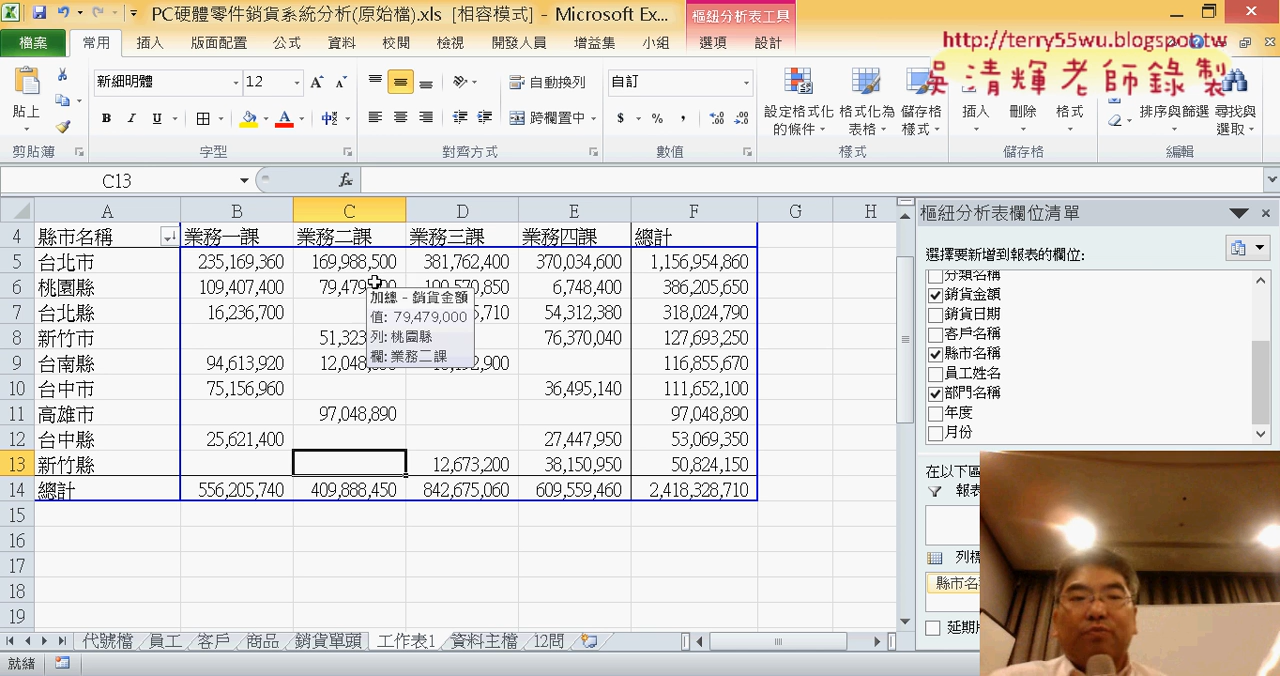 PC硬體零件銷貨系統分析(原始檔).xls [相容模式] - Microsoft Ex...
樞紐分析表工具
檔案 常用 插入 版面配置 公式 資料 校閱 檢視 開發人員 增益集 小組 選項 設計
http://terry55wu.blogspot.tw
吳清輝老師錄製
貼上
新細明體 12
B I U
自動換列
跨欄置中
自訂
$ % ,
設定格式化的條件
格式化為表格
儲存格樣式
插入 刪除 格式
排序與篩選 尋找與選取
剪貼簿 字型 對齊方式 數值 樣式 儲存格 編輯
C13 fx
A B C D E F G H
4 縣市名稱 業務一課 業務二課 業務三課 業務四課 總計
5 台北市 235,169,360 169,988,500 381,762,400 370,034,600 1,156,954,860
6 桃園縣 109,407,400 6,748,400 386,205,650
7 台北縣 16,236,700 54,312,380 318,024,790
8 新竹市 51,323 76,370,040 127,693,250
9 台南縣 94,613,920 12,048 116,855,670
10 台中市 75,156,960 36,495,140 111,652,100
11 高雄市 97,048,890 97,048,890
12 台中縣 25,621,400 27,447,950 53,069,350
13 新竹縣 12,673,200 38,150,950 50,824,150
14 總計 556,205,740 409,888,450 842,675,060 609,559,460 2,418,328,710
15
16
17
18
19
加總 - 銷貨金額
值: 79,479,000
列: 桃園縣
欄: 業務二課
樞紐分析表欄位清單
選擇要新增到報表的欄位:
分類名稱
銷貨金額
銷貨日期
客戶名稱
縣市名稱
員工姓名
部門名稱
年度
月份
在以下區
報表
列標
縣市名
延期
代號檔 員工 客戶 商品 銷貨單頭 工作表1 資料主檔 12問
就緒